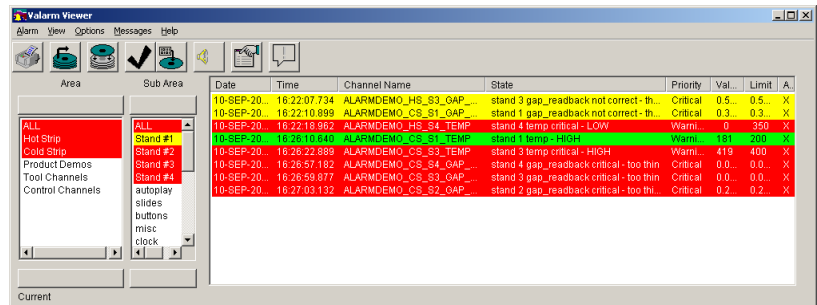 Valarm Viewer
Alarm View Options Messages Help
Area
Sub Area
ALL
Hot Strip
Cold Strip
Product Demos
Tool Channels
Control Channels
ALL
Stand #1
Stand #2
Stand #3
Stand #4
autoplay
slides
buttons
misc
clock
Date Time Channel Name State Priority Val... Limit A..
10-SEP-20... 16:22:07.734 ALARMDEMO_HS_S3_GAP_... stand 3 gap_readback not correct - th... Critical 0.5... 0.5... X
10-SEP-20... 16:22:10.899 ALARMDEMO_CS_S1_GAP_... stand 1 gap_readback not correct - th... Critical 0.3... 0.3... X
10-SEP-20... 16:22:18.962 ALARMDEMO_HS_S4_TEMP stand 4 temp critical - LOW Warni... 0 350 X
10-SEP-20... 16:26:10.640 ALARMDEMO_CS_S1_TEMP stand 1 temp - HIGH Warni... 181 200 X
10-SEP-20... 16:26:22.889 ALARMDEMO_CS_S3_TEMP stand 3 temp critical - HIGH Warni... 419 400 X
10-SEP-20... 16:26:57.182 ALARMDEMO_CS_S4_GAP_... stand 4 gap_readback critical - too thin Critical 0.0... 0.0... X
10-SEP-20... 16:26:59.877 ALARMDEMO_CS_S3_GAP_... stand 3 gap_readback critical - too thin Critical 0.0... 0.0... X
10-SEP-20... 16:27:03.132 ALARMDEMO_CS_S2_GAP_... stand 2 gap_readback critical - too thi... Critical 0.2... 0.2... X
Current